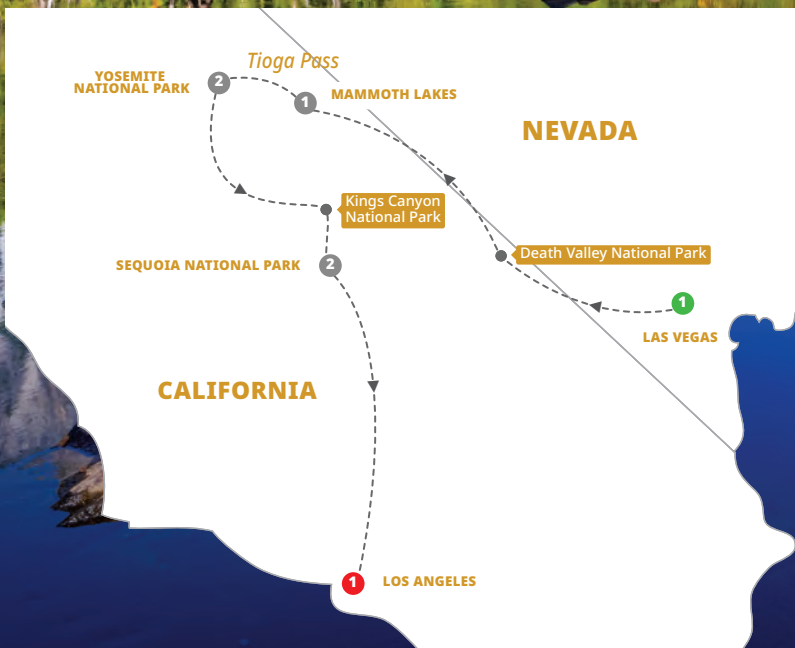 Tioga Pass
YOSEMITE
NATIONAL PARK
2
1
MAMMOTH LAKES
NEVADA
Kings Canyon
National Park
Death Valley National Park
SEQUOIA NATIONAL PARK
2
1
LAS VEGAS
CALIFORNIA
1
LOS ANGELES